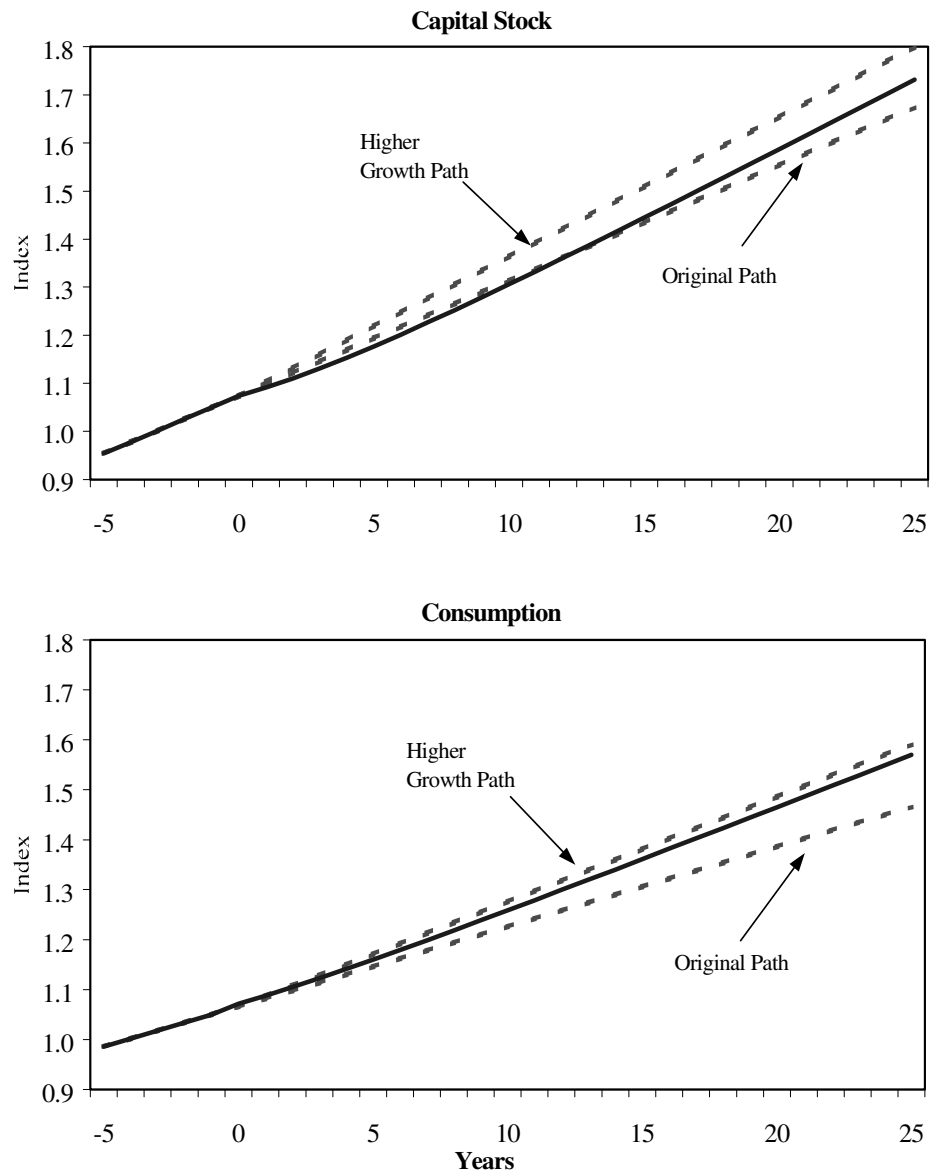 Capital Stock
1.8
1.7
1.6
1.5
1.4
1.3
1.2
1.1
1.0
0.9
Index
Higher
Growth Path
Original Path
-5 0 5 10 15 20 25
Consumption
1.8
1.7
1.6
1.5
1.4
1.3
1.2
1.1
1.0
0.9
Index
Higher
Growth Path
Original Path
-5 0 5 10 15 20 25
Years